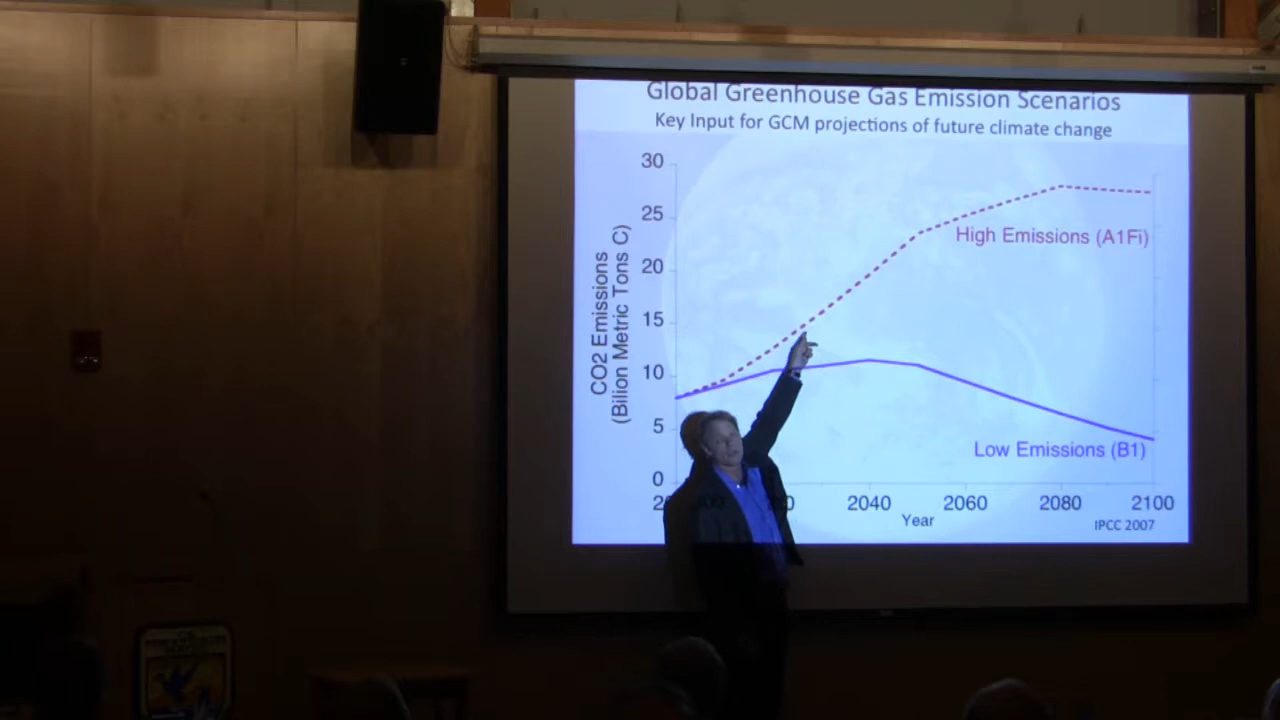 Global Greenhouse Gas Emission Scenarios
Key Input for GCM projections of future climate change
30
25
20
15
10
5
0
CO2 Emissions
(Bilion Metric Tons C)
High Emissions (A1Fi)
Low Emissions (B1)
2040
2060
2080
2100
Year
IPCC 2007